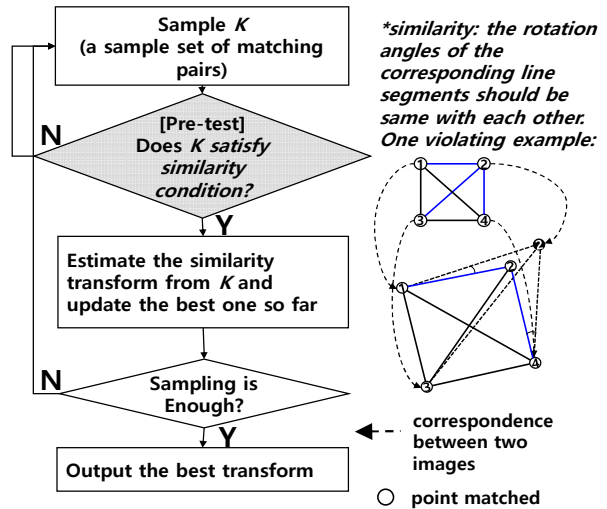 Sample K
(a sample set of matching
pairs)
N
[Pre-test]
Does K satisfy
similarity
condition?
Y
Estimate the similarity
transform from K and
update the best one so
far
N
Sampling is
Enough?
Y
Output the best transform
*similarity: the rotation
angles of the
corresponding line
segments should be
same with each other.
One violating example:
1
2
3
4
2
2
1
4
3
correspondence
between two
images
point matched